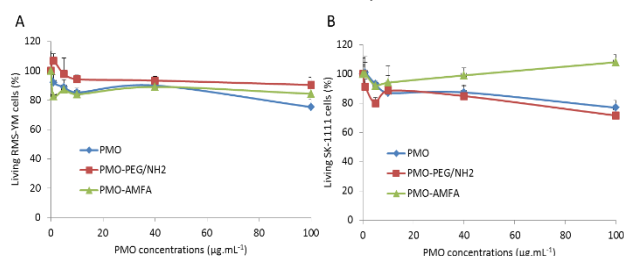 A
Living RMS-YM cells (%)
120
100
80
60
40
20
0
PMO
PMO-PEG/NH2
PMO-AMFA
0 20 40 60 80 100
PMO concentrations (µg.mL⁻¹)
B
Living SK-1111 cells (%)
120
100
80
60
40
20
0
PMO
PMO-PEG/NH2
PMO-AMFA
0 20 40 60 80 100
PMO concentrations (µg.mL⁻¹)